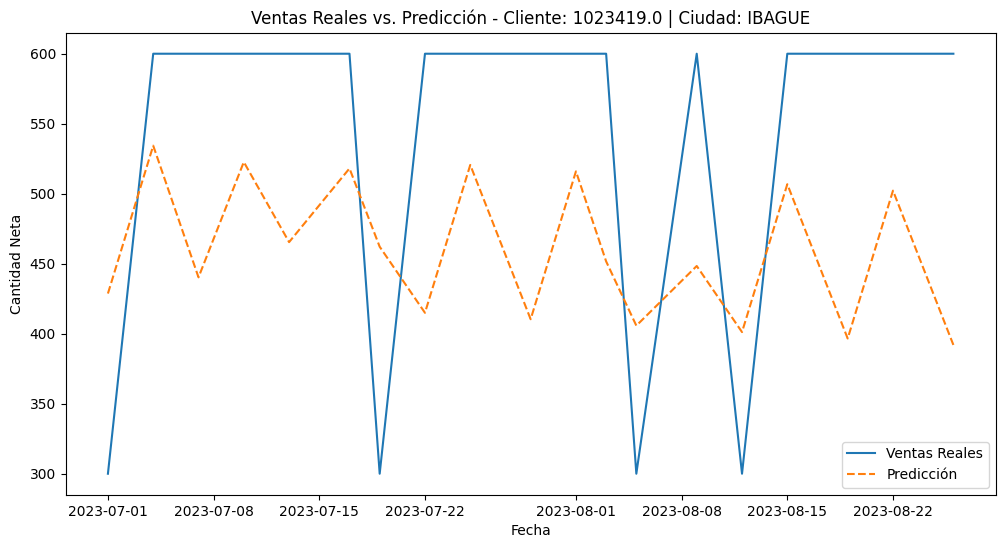 Ventas Reales vs. Predicción - Cliente: 1023419.0 | Ciudad: IBAGUE
600
550
500
450
400
350
300
Cantidad Neta
2023-07-01 2023-07-08 2023-07-15 2023-07-22 2023-08-01 2023-08-08 2023-08-15 2023-08-22
Fecha
Ventas Reales
Predicción